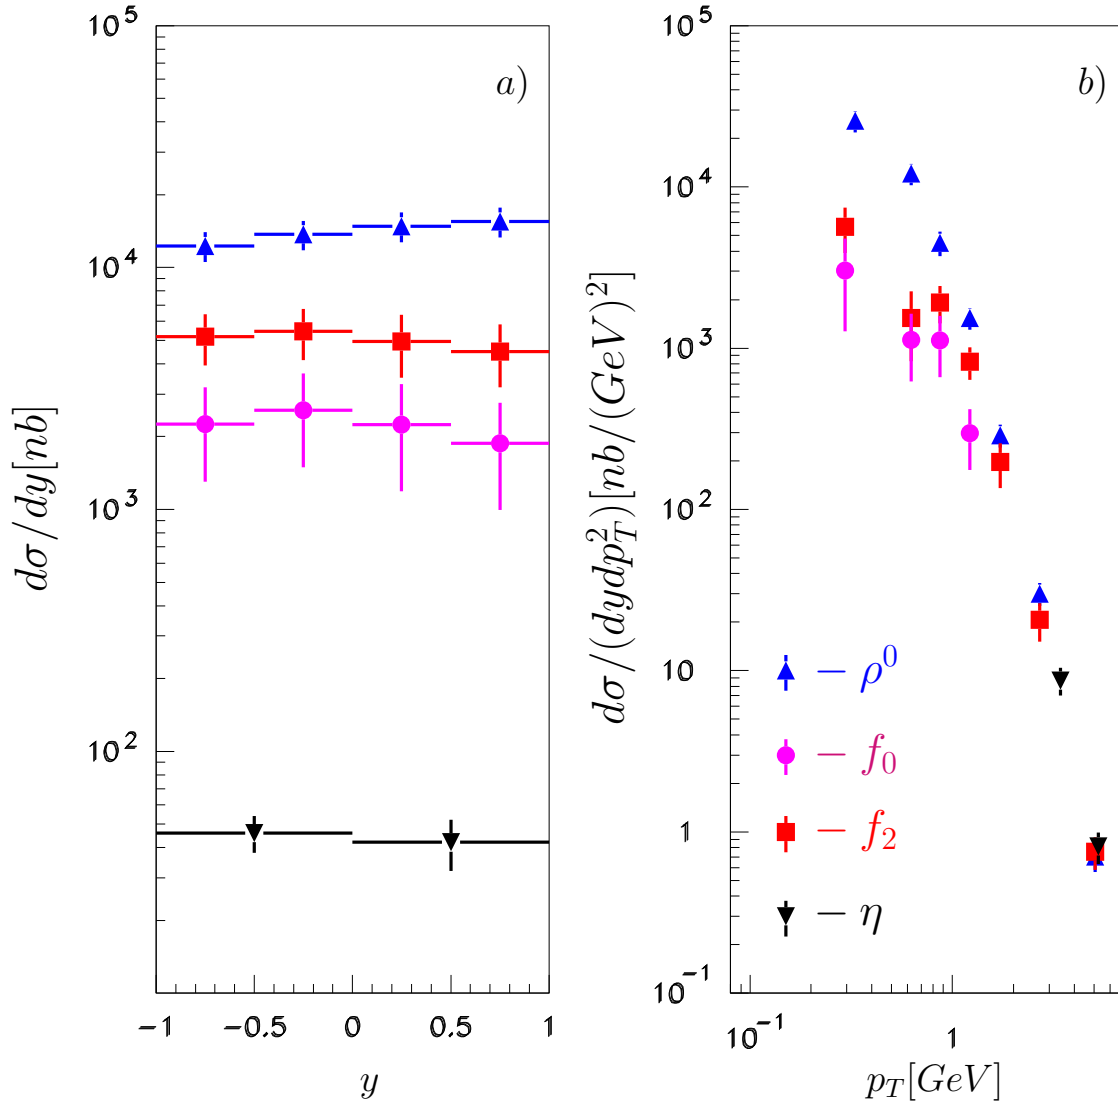 a)
10^5
10^4
10^3
10^2
dσ/dy[nb]
−1 −0.5 0 0.5 1
y
b)
10^5
10^4
10^3
10^2
10
1
10^−1
dσ/(dydp_T^2)[nb/(GeV)^2]
— ρ^0
— f_0
— f_2
— η
10^−1 1
p_T[GeV]